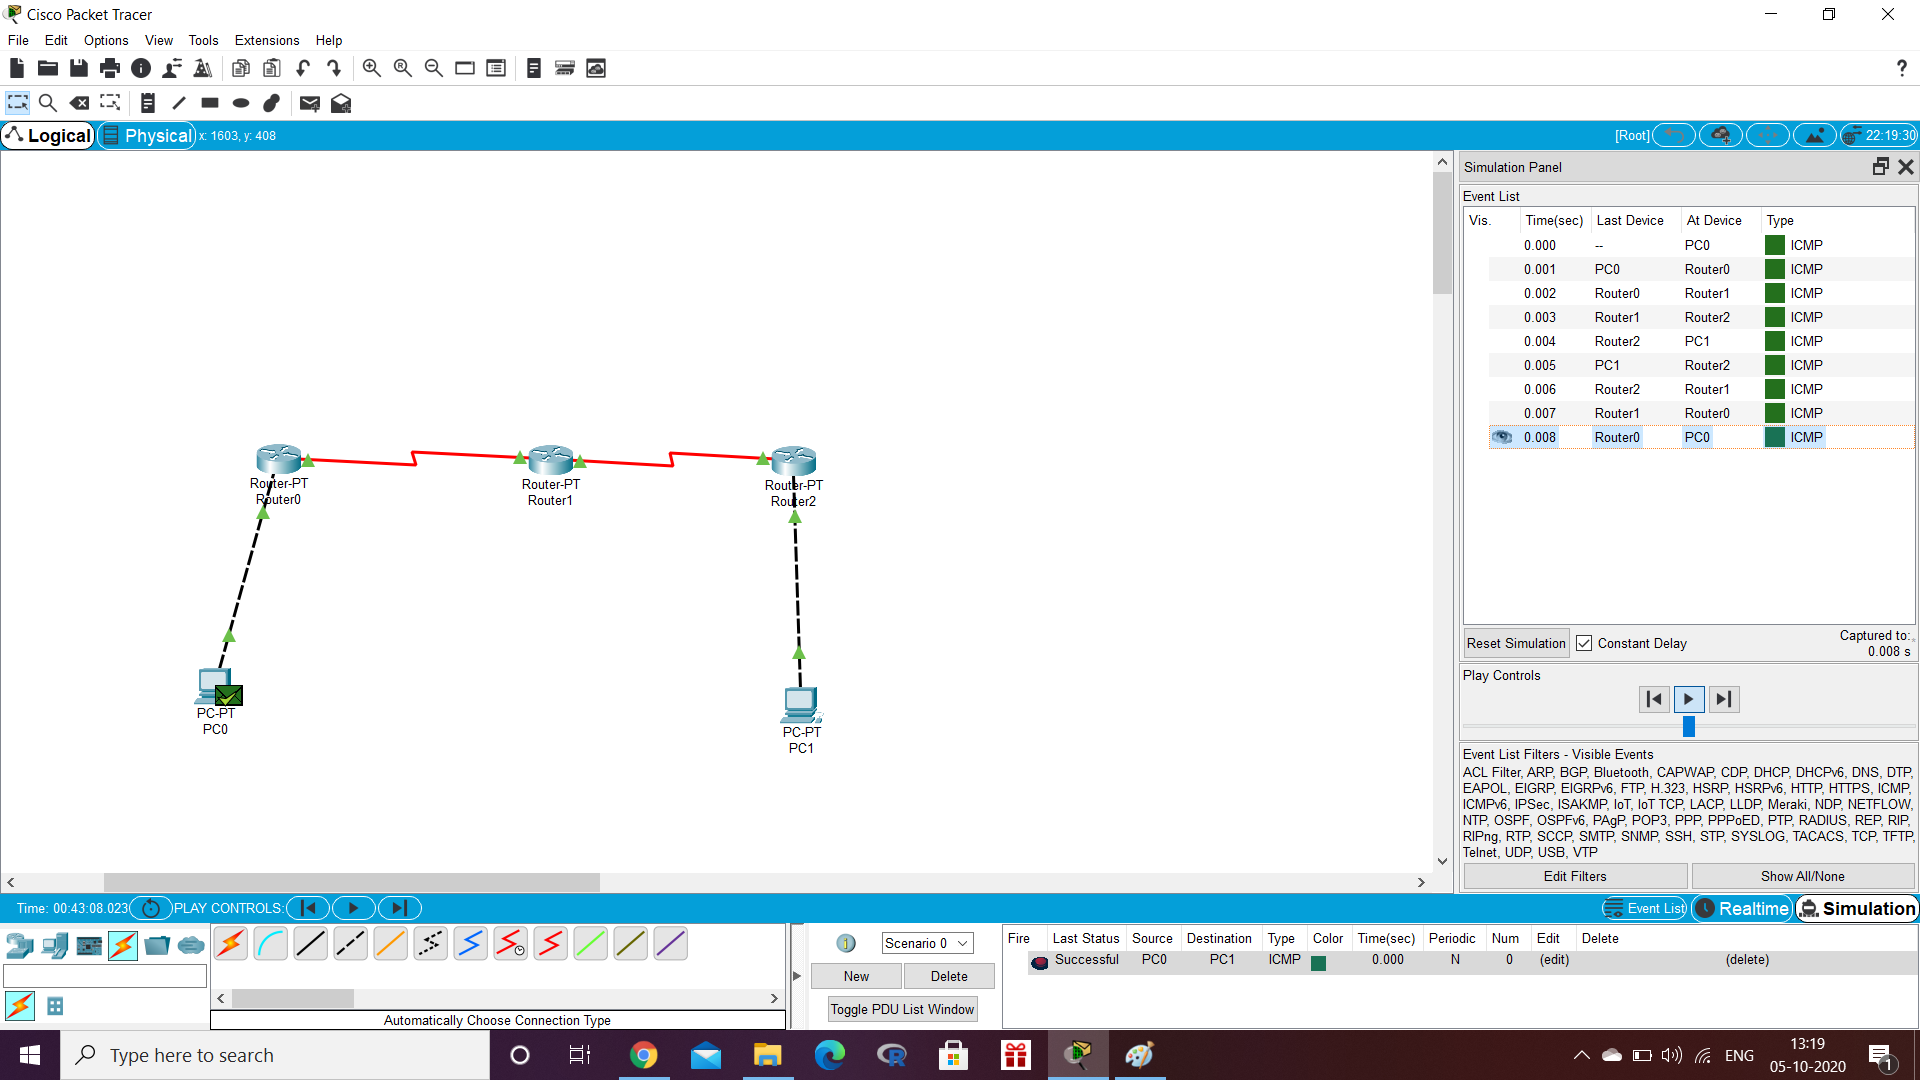 Cisco Packet Tracer
File Edit Options View Tools Extensions Help
Logical Physical x: 1603, y: 408 [Root] 22:19:30
Simulation Panel
Event List
Vis. Time(sec) Last Device At Device Type
0.000 -- PC0 ICMP
0.001 PC0 Router0 ICMP
0.002 Router0 Router1 ICMP
0.003 Router1 Router2 ICMP
0.004 Router2 PC1 ICMP
0.005 PC1 Router2 ICMP
0.006 Router2 Router1 ICMP
0.007 Router1 Router0 ICMP
0.008 Router0 PC0 ICMP
Router-PT
Router0
Router-PT
Router1
Router-PT
Router2
PC-PT
PC0
PC-PT
PC1
Reset Simulation Constant Delay Captured to:
0.008 s
Play Controls
Event List Filters - Visible Events
ACL Filter, ARP, BGP, Bluetooth, CAPWAP, CDP, DHCP, DHCPv6, DNS, DTP,
EAPOL, EIGRP, EIGRPv6, FTP, H.323, HSRP, HSRPv6, HTTP, HTTPS, ICMP,
ICMPv6, IPSec, ISAKMP, IoT, IoT TCP, LACP, LLDP, Meraki, NDP, NETFLOW,
NTP, OSPF, OSPFv6, PAgP, POP3, PPP, PPPoED, PTP, RADIUS, REP, RIP,
RIPng, RTP, SCCP, SMTP, SNMP, SSH, STP, SYSLOG, TACACS, TCP, TFTP,
Telnet, UDP, USB, VTP
Edit Filters Show All/None
Time: 00:43:08.023 PLAY CONTROLS: Event List Realtime Simulation
Scenario 0
New Delete
Toggle PDU List Window
Automatically Choose Connection Type
Fire Last Status Source Destination Type Color Time(sec) Periodic Num Edit Delete
Successful PC0 PC1 ICMP 0.000 N 0 (edit) (delete)
Type here to search
ENG
13:19
05-10-2020
1